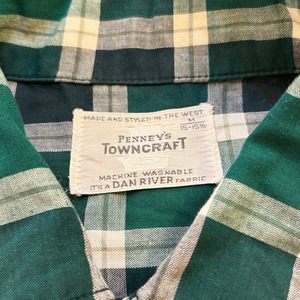 MADE AND STYLED IN THE WEST
M
15-15½
PENNEY'S
TOWNCRAFT
MACHINE WASHABLE
IT'S A DAN RIVER FABRIC